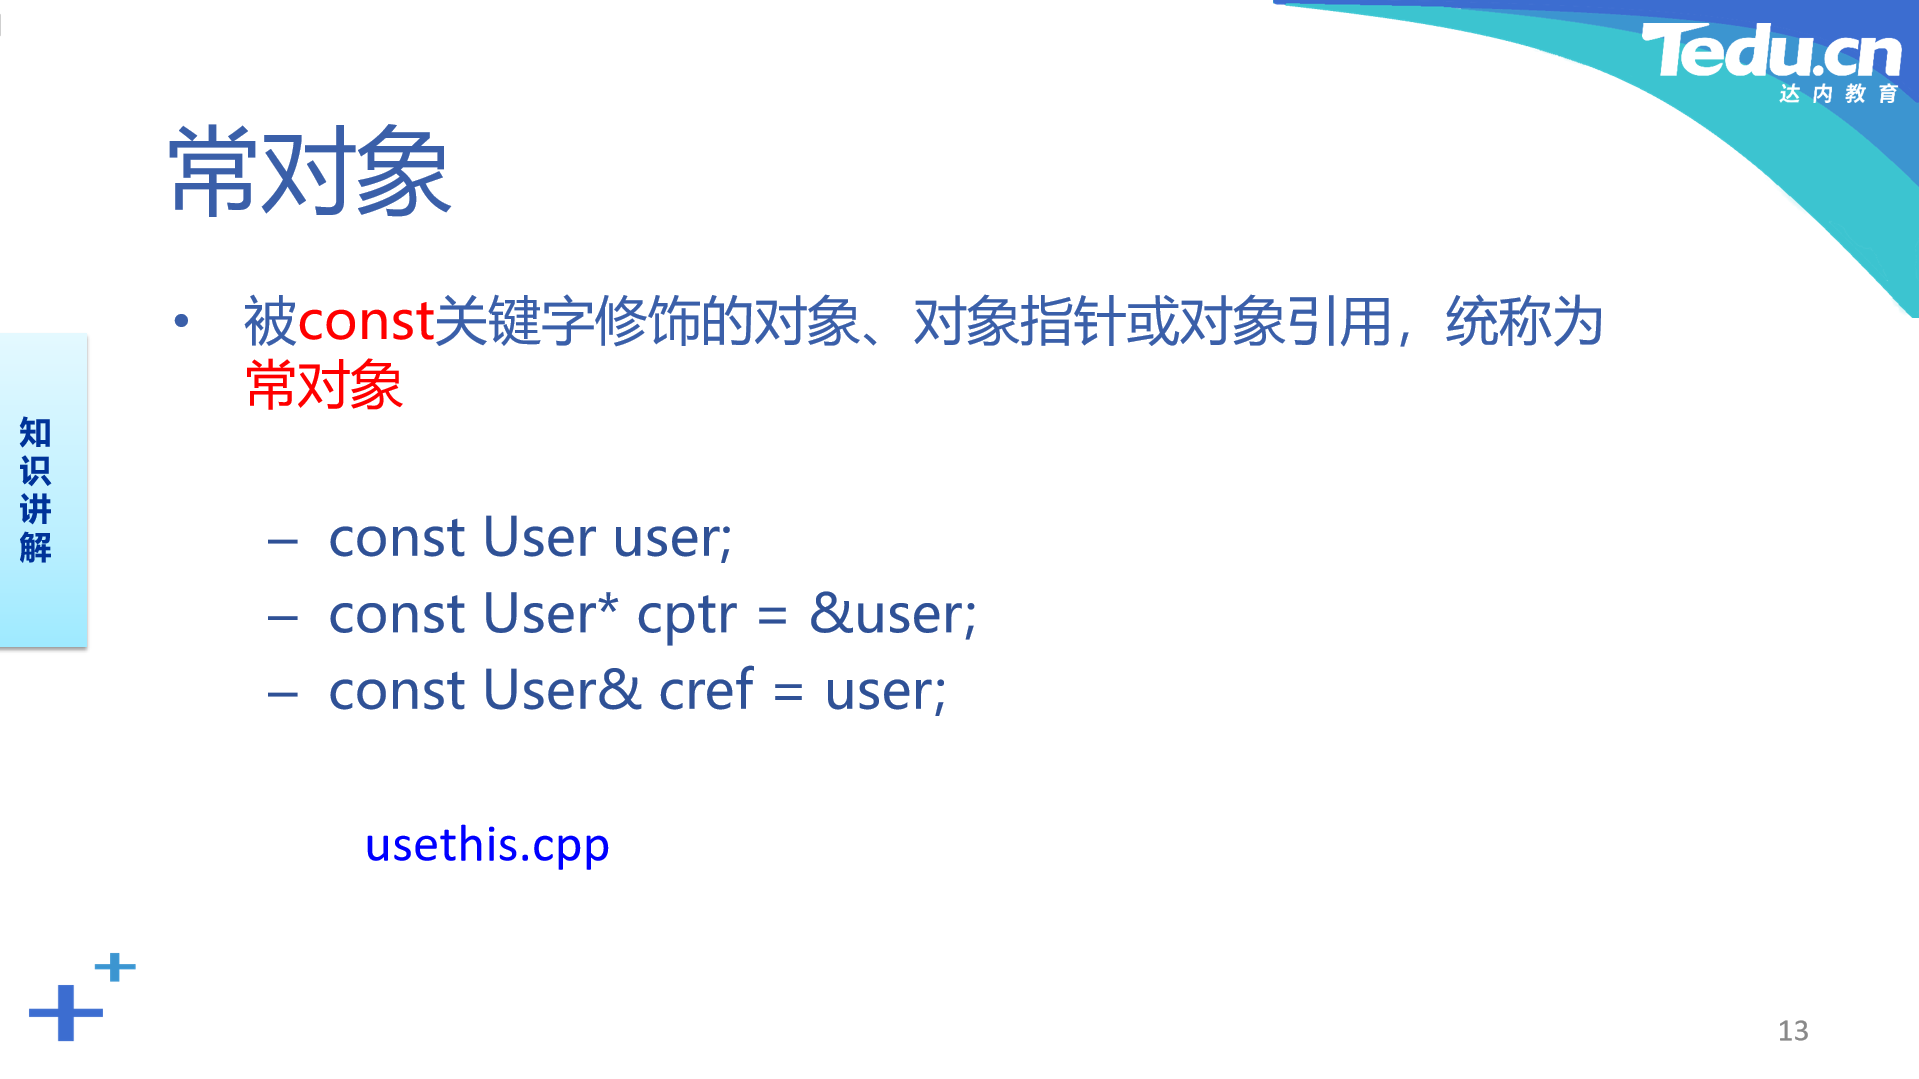 Tedu.cn
达内教育
常对象
• 被const关键字修饰的对象、对象指针或对象引用，统称为
常对象
知
识
讲
解
– const User user;
– const User* cptr = &user;
– const User& cref = user;
usethis.cpp
13